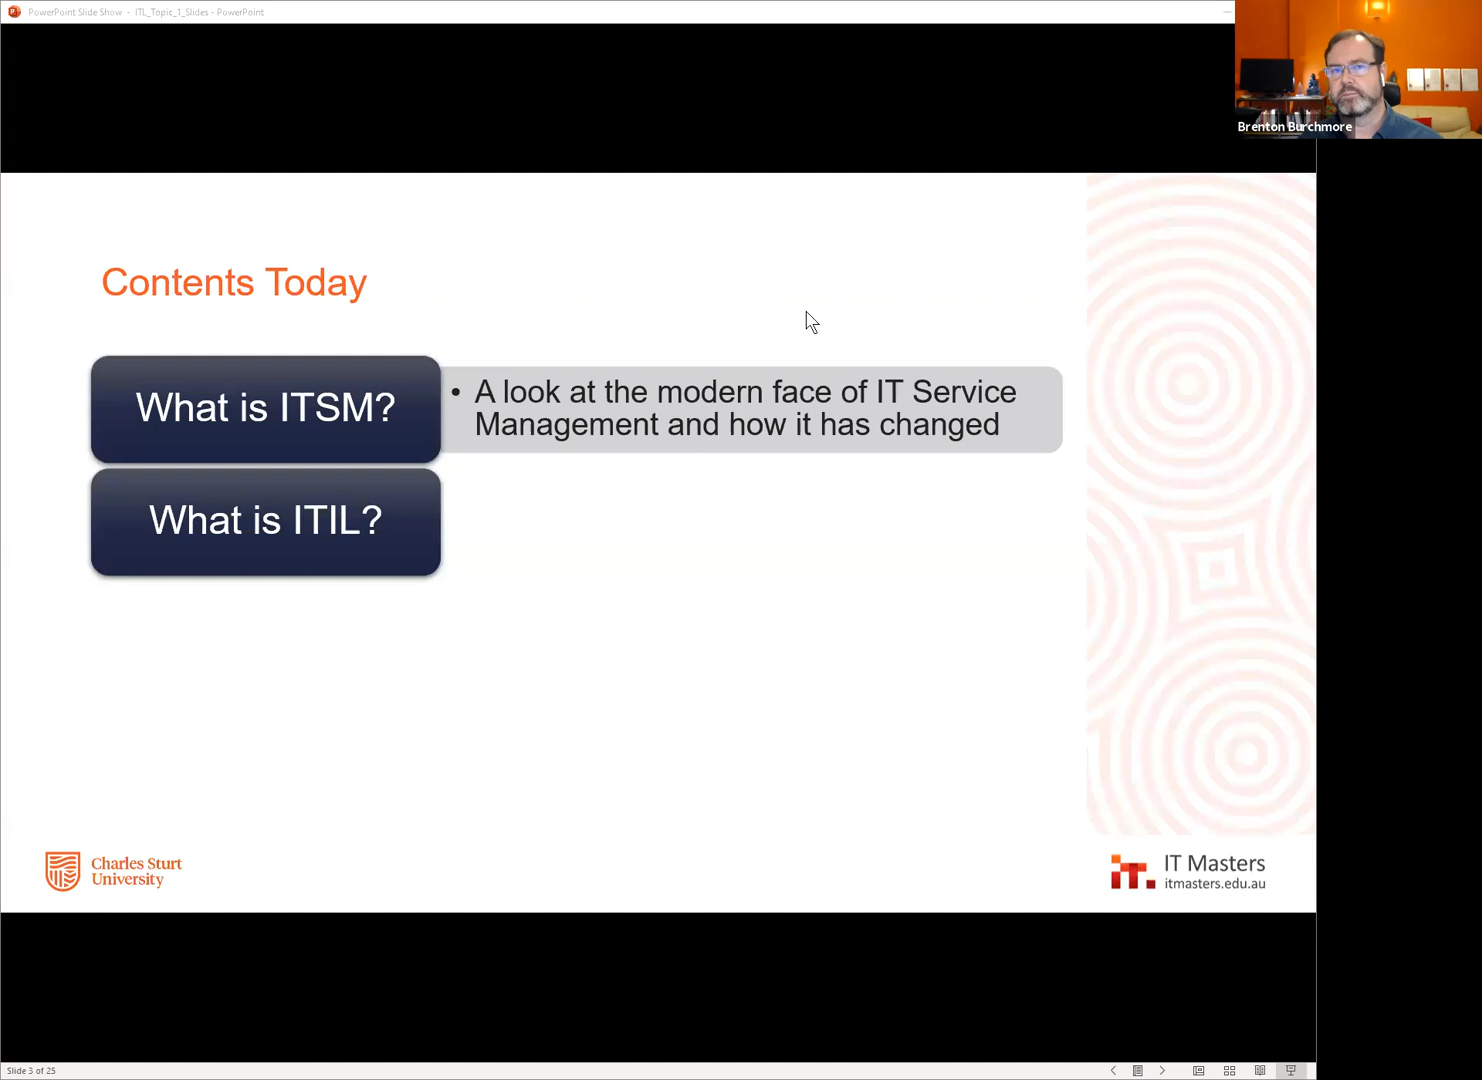 PowerPoint Slide Show - ITL_Topic_1_Slides - PowerPoint
Brenton Burchmore
Contents Today
What is ITSM?
• A look at the modern face of IT Service
Management and how it has changed
What is ITIL?
Charles Sturt
University
it.
IT Masters
itmasters.edu.au
Slide 3 of 25